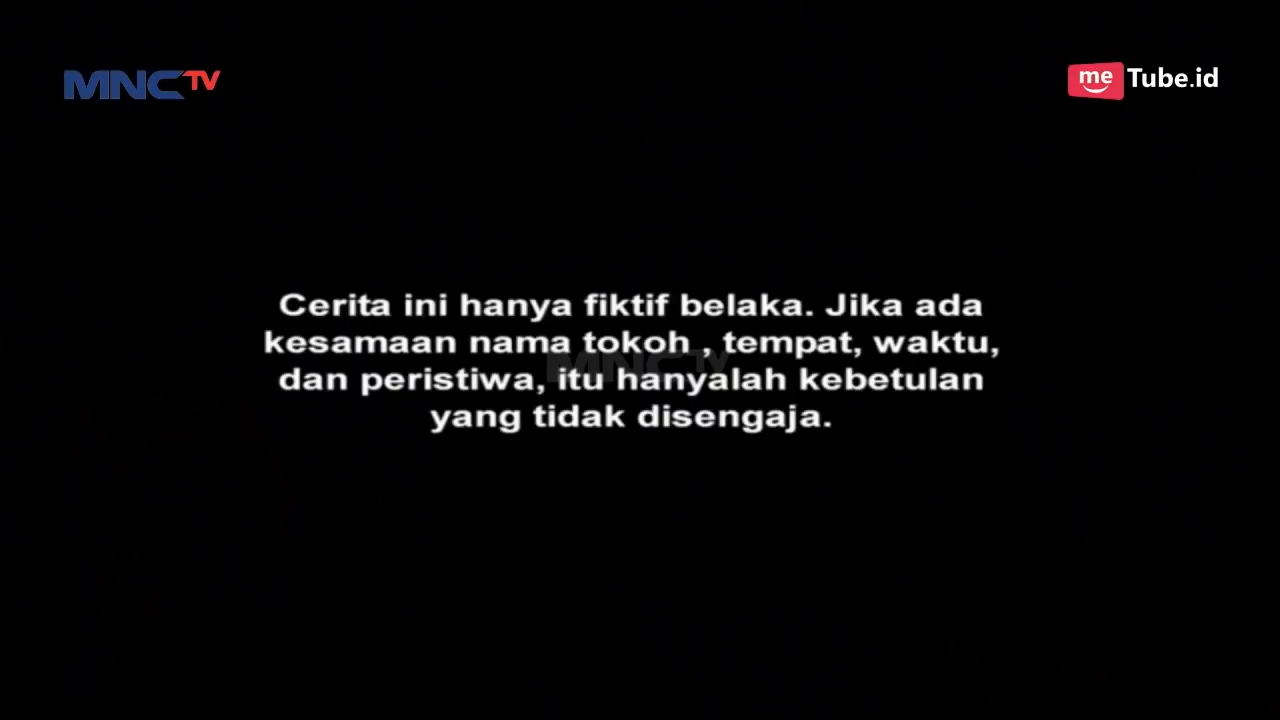 MNCTV
me Tube.id
Cerita ini hanya fiktif belaka. Jika ada
kesamaan nama tokoh , tempat, waktu,
MNCTV
dan peristiwa, itu hanyalah kebetulan
yang tidak disengaja.